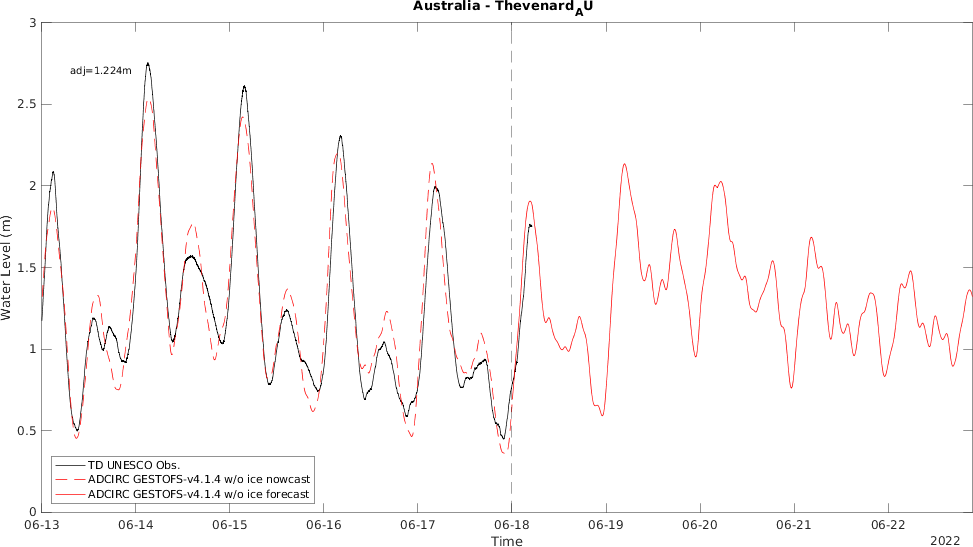 Australia - Thevenard_AU
adj=1.224m
3
2.5
2
1.5
1
0.5
0
Water Level (m)
TD UNESCO Obs.
ADCIRC GESTOFS-v4.1.4 w/o ice nowcast
ADCIRC GESTOFS-v4.1.4 w/o ice forecast
06-13 06-14 06-15 06-16 06-17 06-18 06-19 06-20 06-21 06-22
Time
2022